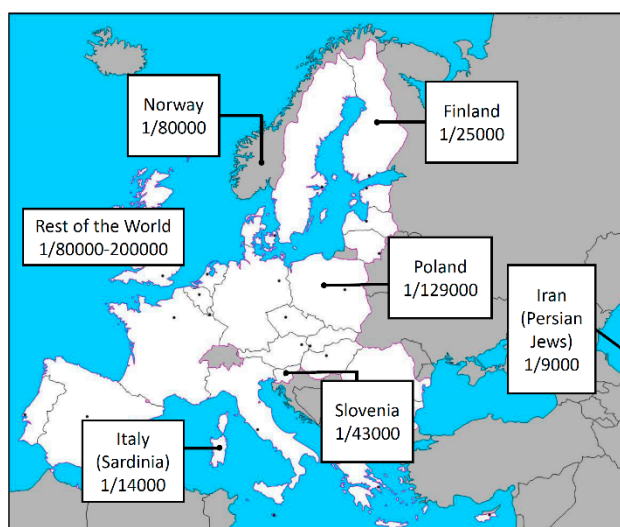 Norway
1/80000
Finland
1/25000
Rest of the World
1/80000-200000
Poland
1/129000
Iran
(Persian
Jews)
1/9000
Slovenia
1/43000
Italy
(Sardinia)
1/14000